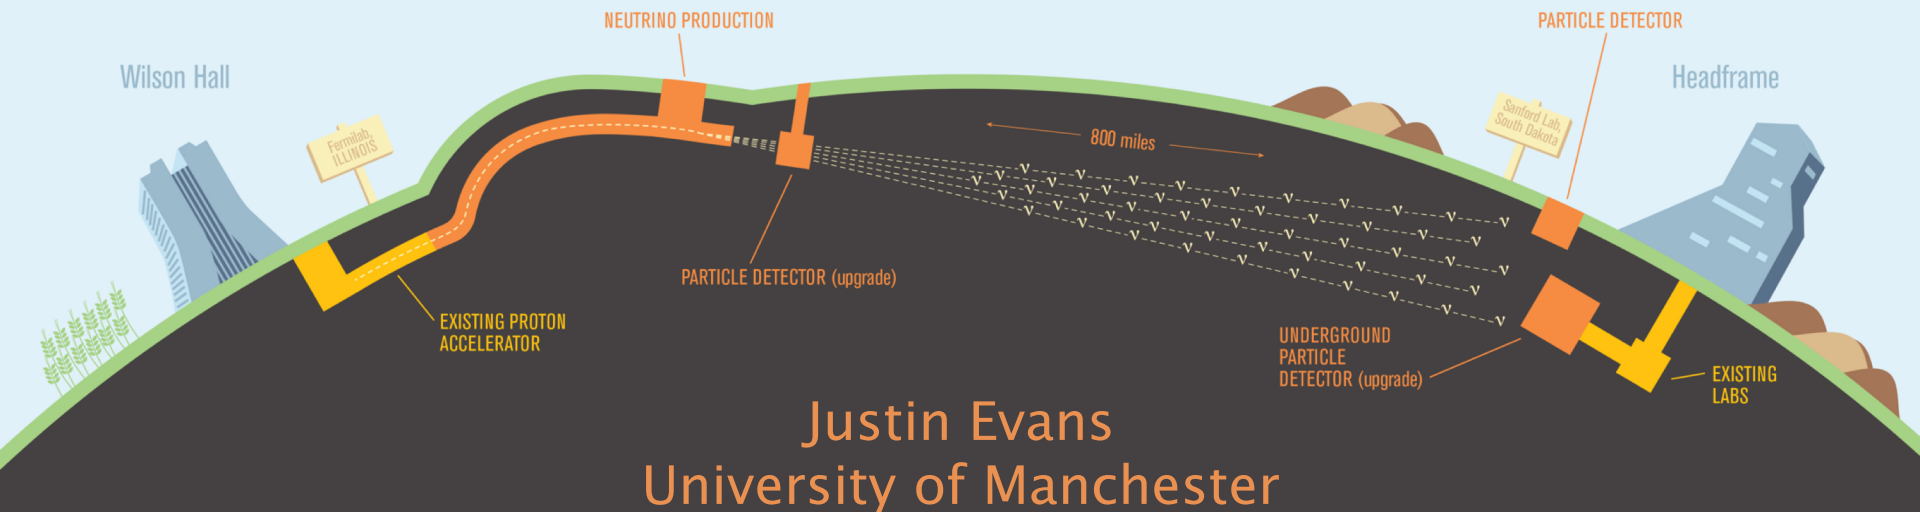 NEUTRINO PRODUCTION
PARTICLE DETECTOR
Wilson Hall
Headframe
Fermilab,
ILLINOIS
Sanford Lab,
South Dakota
800 miles
ν ν ν ν ν ν ν ν ν ν
ν ν ν ν ν ν ν ν ν ν
ν ν ν ν ν ν ν ν ν ν
ν ν ν ν ν ν ν ν ν ν
ν ν ν ν ν ν ν ν ν ν
PARTICLE DETECTOR (upgrade)
EXISTING PROTON
ACCELERATOR
UNDERGROUND
PARTICLE
DETECTOR (upgrade)
EXISTING
LABS
Justin Evans
University of Manchester